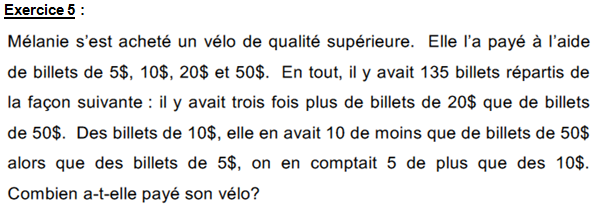 Exercice 5 :
Mélanie s'est acheté un vélo de qualité supérieure. Elle l'a payé à l'aide
de billets de 5$, 10$, 20$ et 50$. En tout, il y avait 135 billets répartis de
la façon suivante : il y avait trois fois plus de billets de 20$ que de billets
de 50$. Des billets de 10$, elle en avait 10 de moins que de billets de 50$
alors que des billets de 5$, on en comptait 5 de plus que des 10$.
Combien a-t-elle payé son vélo?